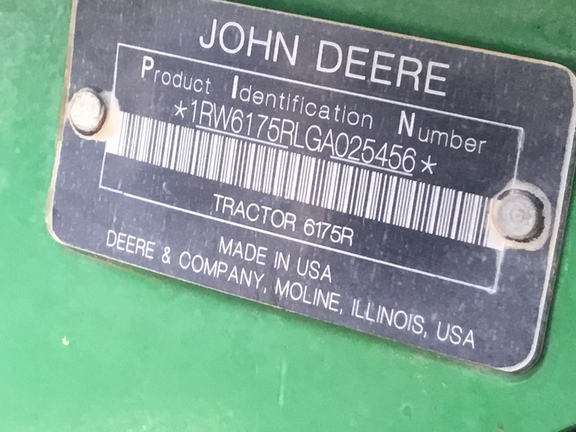 JOHN DEERE
Product Identification Number
*1RW6175RLGA025456*
TRACTOR 6175R
MADE IN USA
DEERE & COMPANY, MOLINE, ILLINOIS, USA